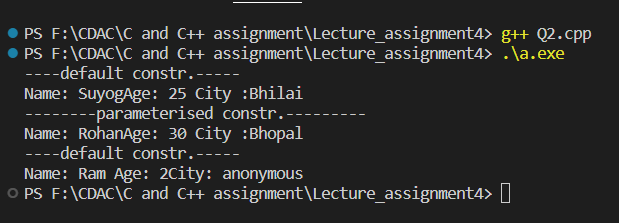 PS F:\CDAC\C and C++ assignment\Lecture_assignment4> g++ Q2.cpp
PS F:\CDAC\C and C++ assignment\Lecture_assignment4> .\a.exe
----default constr.-----
Name: SuyogAge: 25 City :Bhilai
--------parameterised constr.---------
Name: RohanAge: 30 City :Bhopal
----default constr.-----
Name: Ram Age: 2City: anonymous
PS F:\CDAC\C and C++ assignment\Lecture_assignment4>